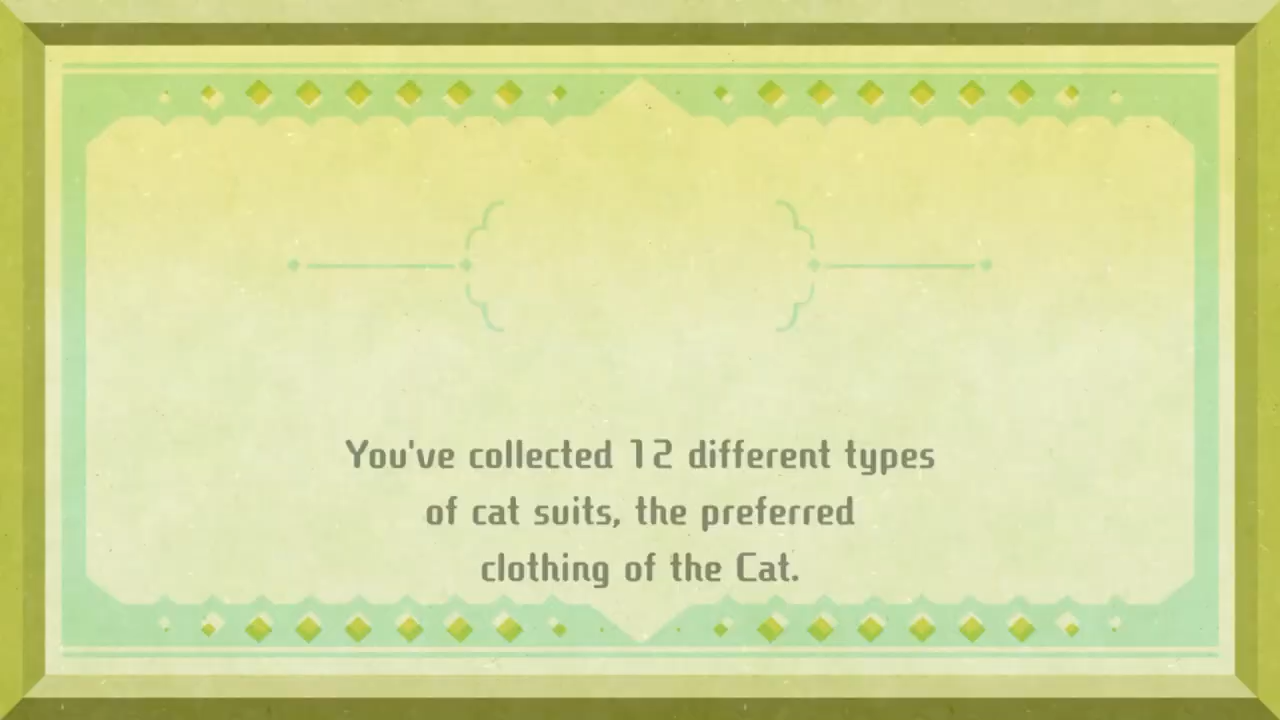 You've collected 12 different types
of cat suits, the preferred
clothing of the Cat.